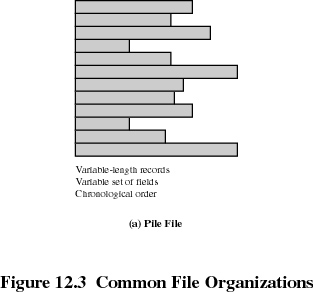 Variable-length records
Variable set of fields
Chronological order
(a) Pile File
Figure 12.3 Common File Organizations